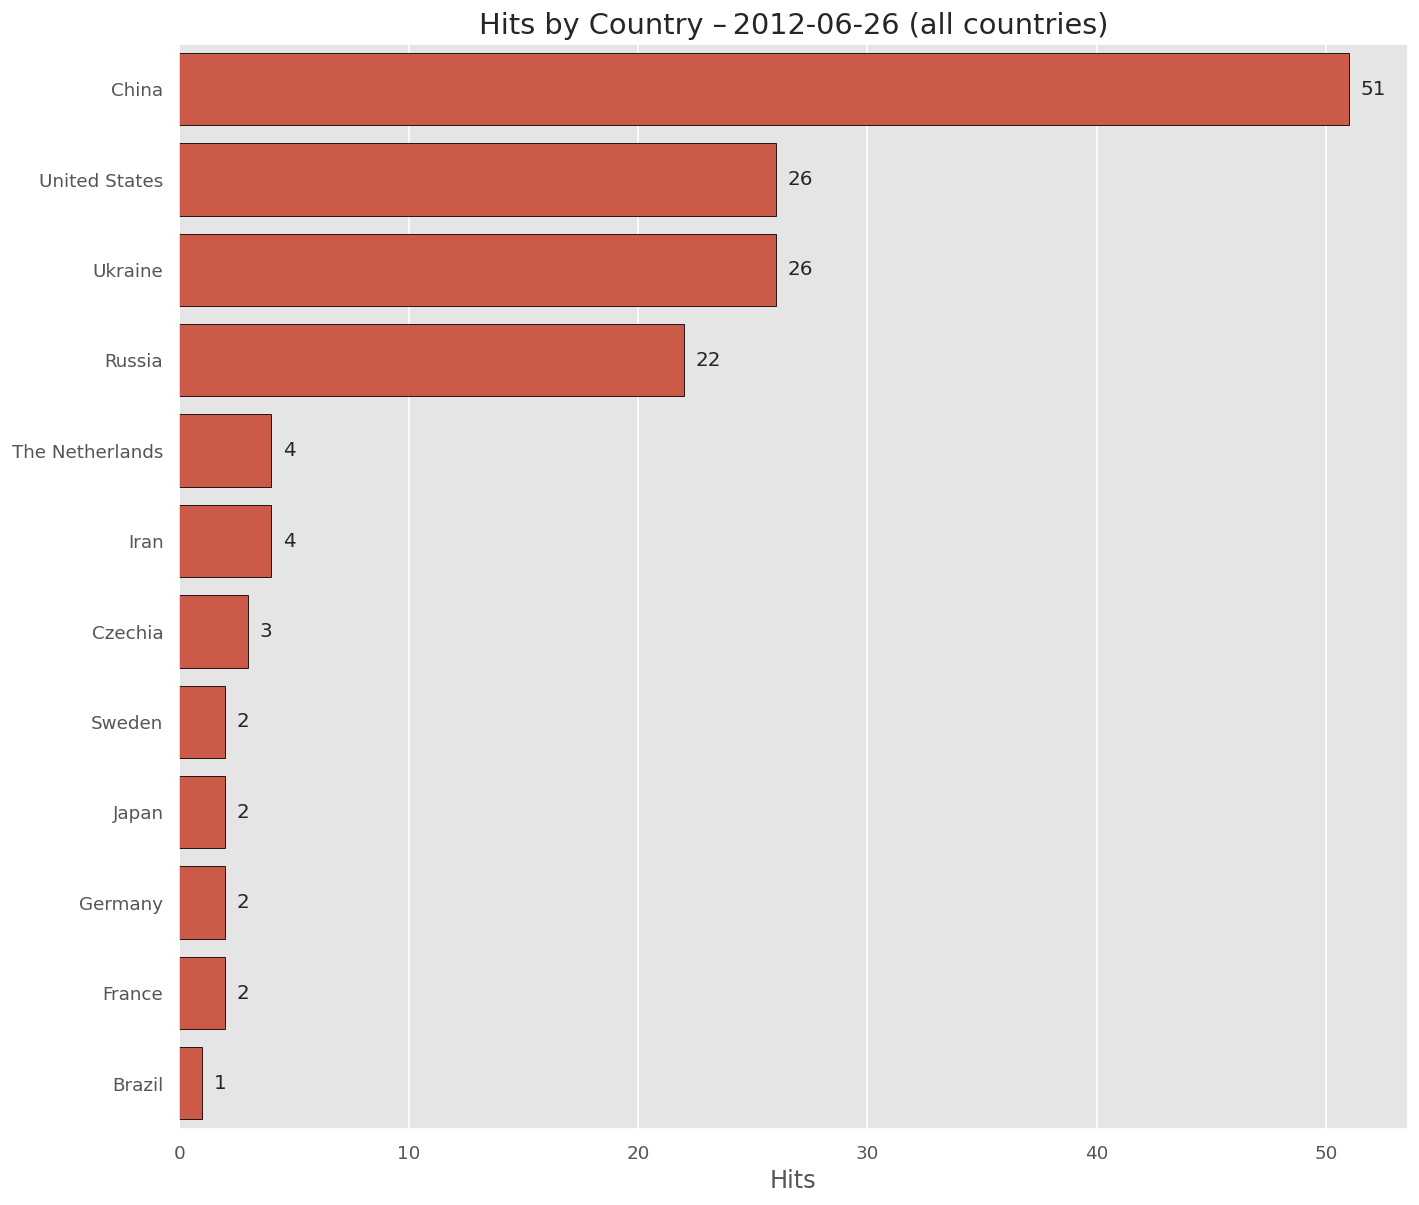 Hits by Country – 2012-06-26 (all countries)
China 51
United States 26
Ukraine 26
Russia 22
The Netherlands 4
Iran 4
Czechia 3
Sweden 2
Japan 2
Germany 2
France 2
Brazil 1
0 10 20 30 40 50
Hits